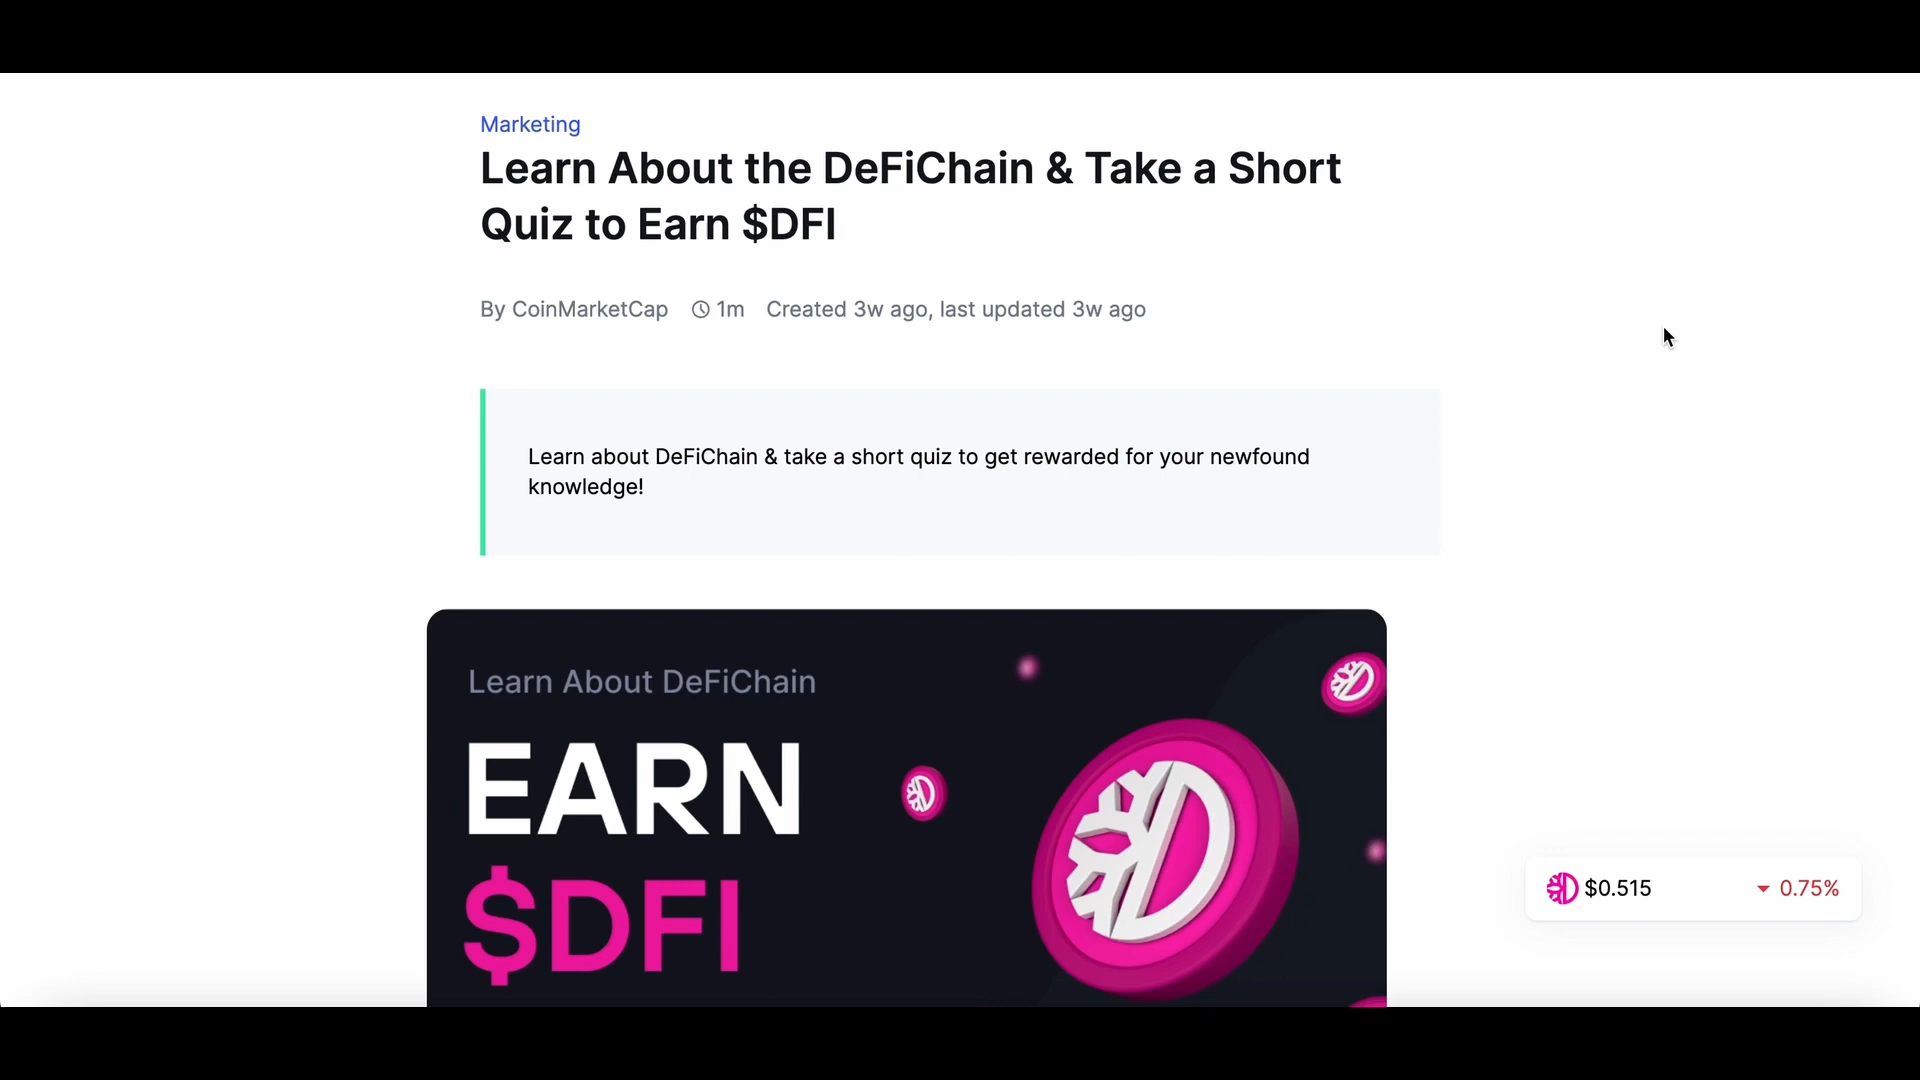 Marketing
Learn About the DeFiChain & Take a Short
Quiz to Earn $DFI
By CoinMarketCap 1m Created 3w ago, last updated 3w ago
Learn about DeFiChain & take a short quiz to get rewarded for your newfound
knowledge!
Learn About DeFiChain
EARN
$DFI
$0.515 0.75%